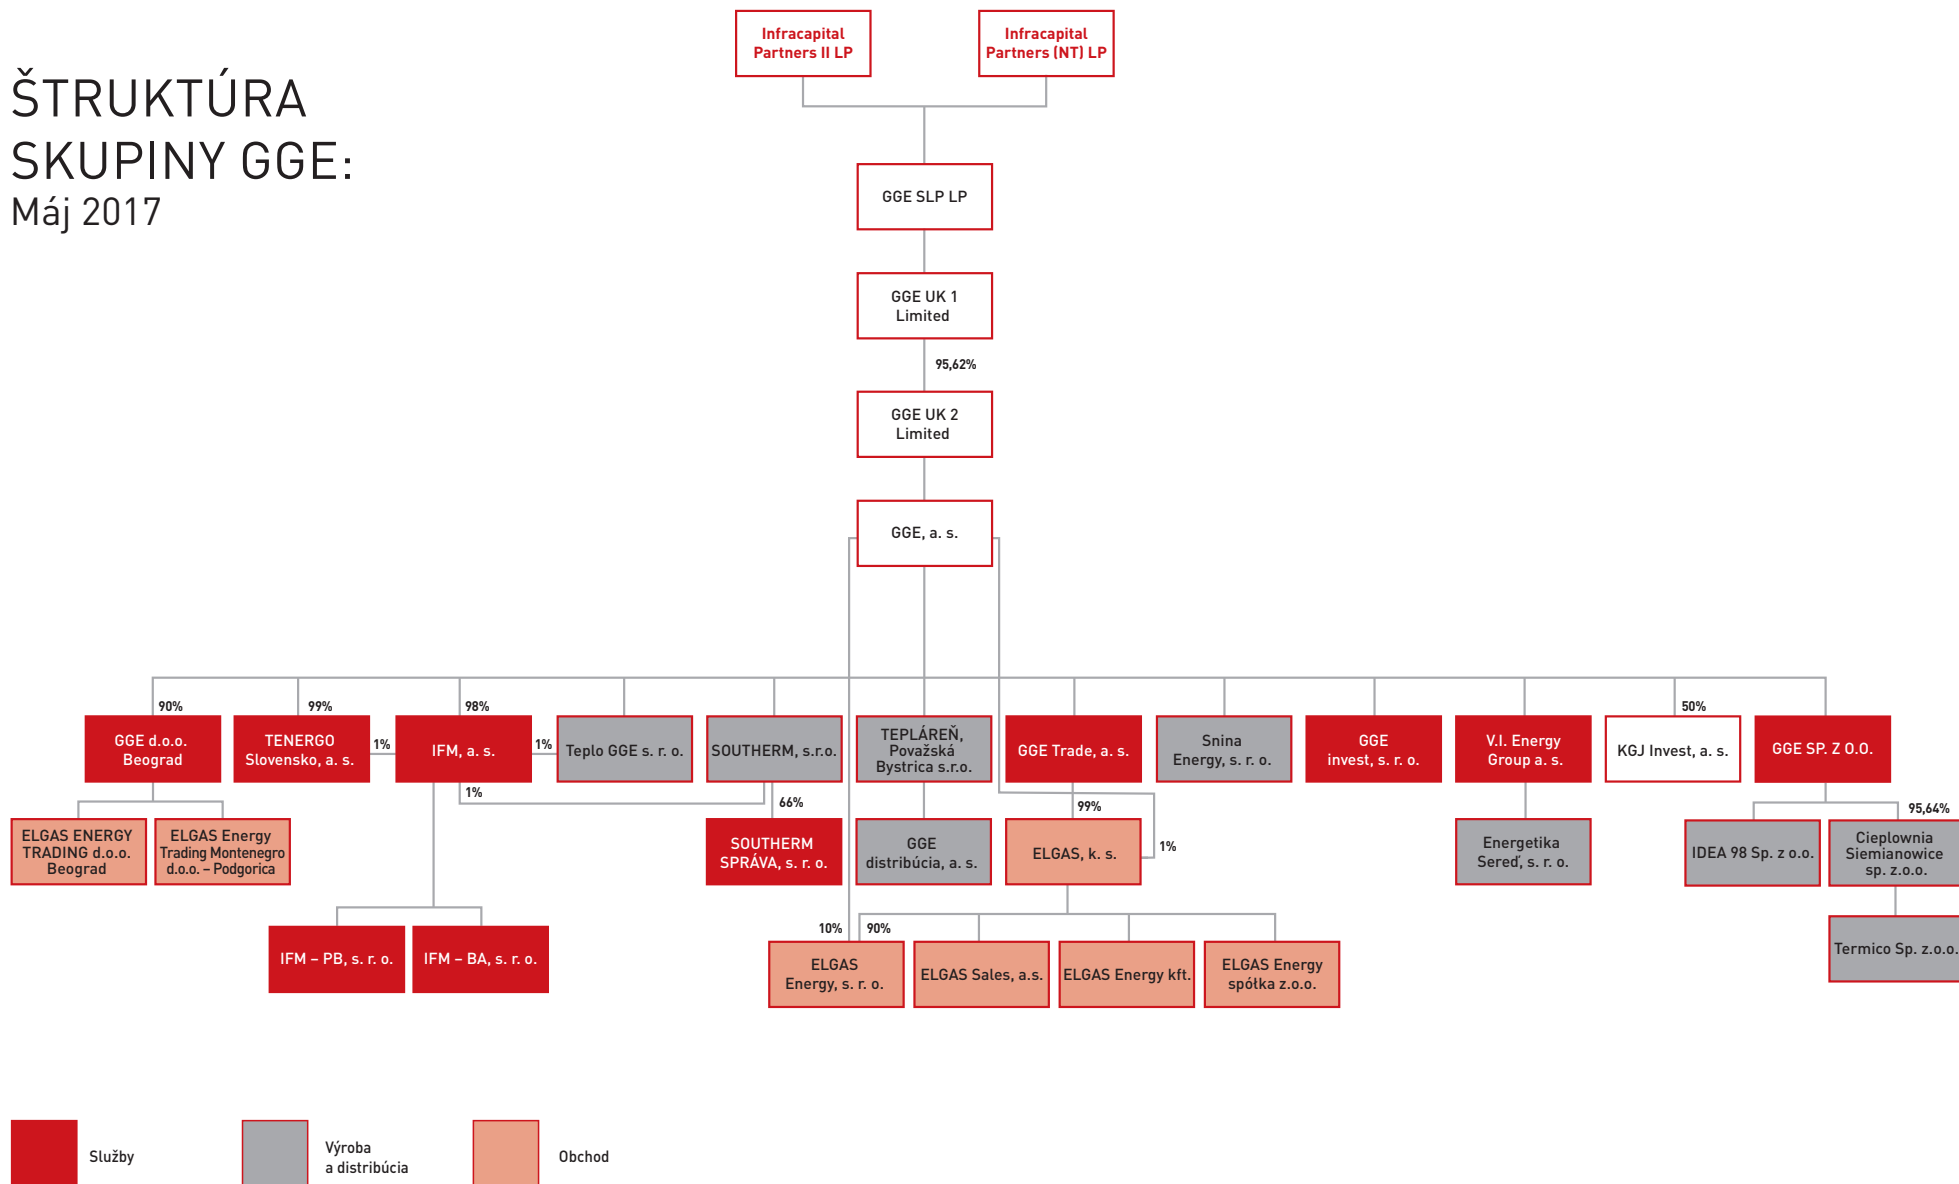 ŠTRUKTÚRA
SKUPINY GGE:
Máj 2017
Infracapital
Partners II LP
Infracapital
Partners (NT) LP
GGE SLP LP
GGE UK 1
Limited
95,62%
GGE UK 2
Limited
GGE, a. s.
90%
99%
98%
50%
GGE d.o.o.
Beograd
TENERGO
Slovensko, a. s.
1%
IFM, a. s.
1%
Teplo GGE s. r. o.
SOUTHERM, s.r.o.
TEPLÁREŇ,
Považská
Bystrica s.r.o.
GGE Trade, a. s.
Snina
Energy, s. r. o.
GGE
invest, s. r. o.
V.I. Energy
Group a. s.
KGJ Invest, a. s.
GGE SP. Z O.O.
1%
66%
99%
95,64%
ELGAS ENERGY
TRADING d.o.o.
Beograd
ELGAS Energy
Trading Montenegro
d.o.o. – Podgorica
SOUTHERM
SPRÁVA, s. r. o.
GGE
distribúcia, a. s.
ELGAS, k. s.
1%
Energetika
Sereď, s. r. o.
IDEA 98 Sp. z o.o.
Cieplownia
Siemianowice
sp. z.o.o.
10%
90%
IFM – PB, s. r. o.
IFM – BA, s. r. o.
ELGAS
Energy, s. r. o.
ELGAS Sales, a.s.
ELGAS Energy kft.
ELGAS Energy
spółka z.o.o.
Termico Sp. z.o.o.
Služby
Výroba
a distribúcia
Obchod